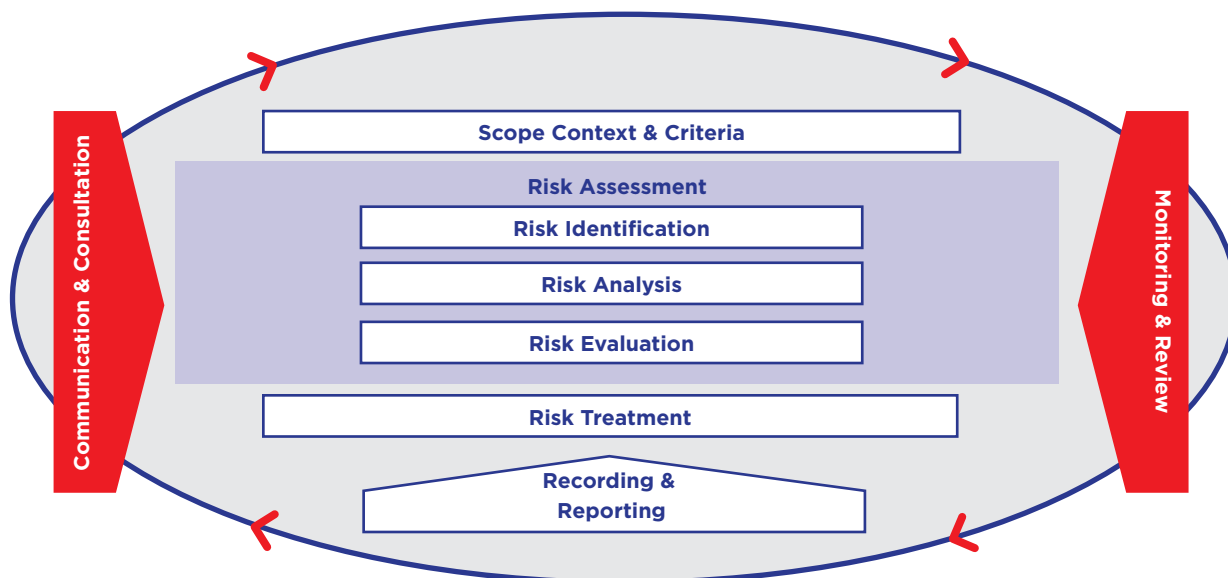 Scope Context & Criteria
Risk Assessment
Risk Identification
Risk Analysis
Risk Evaluation
Risk Treatment
Recording &
Reporting
Communication & Consultation
Monitoring & Review